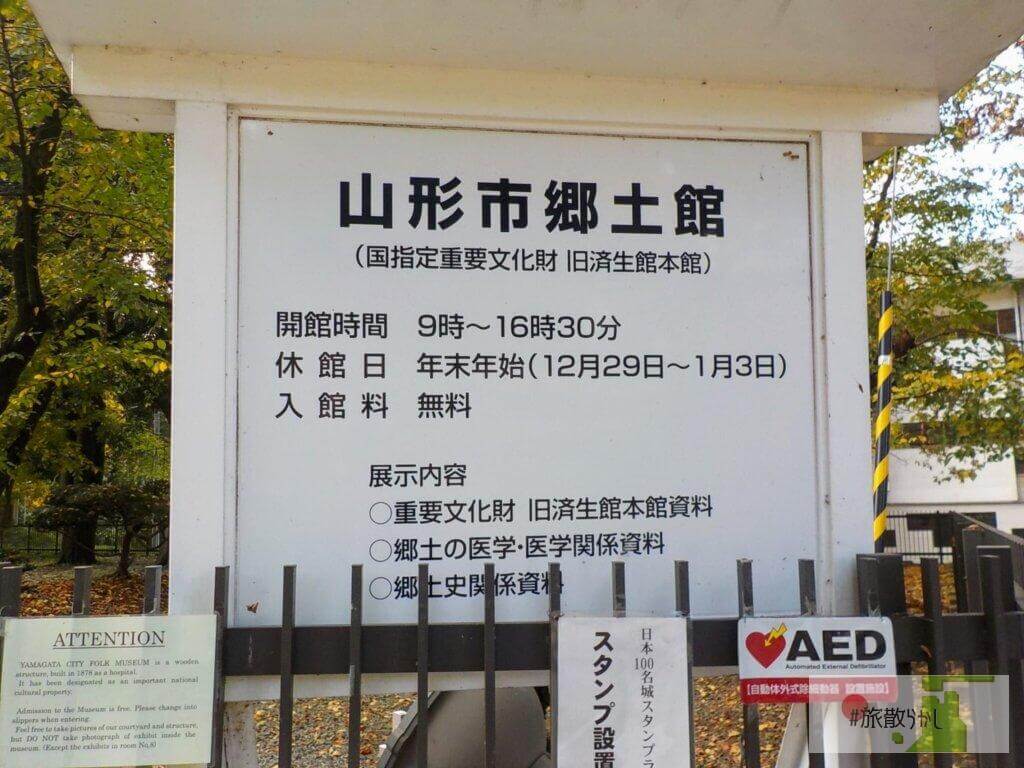 山形市郷土館
（国指定重要文化財 旧済生館本館）
開館時間 9時～16時30分
休館日 年末年始（12月29日～1月3日）
入館料 無料
展示内容
○重要文化財 旧済生館本館資料
○郷土の医学・医学関係資料
○郷土史関係資料
ATTENTION
YAMAGATA CITY FOLK MUSEUM is a wooden
structure, built in 1878 as a hospital.
It has been designated as an important national
cultural property.
Admission to the Museum is free. Please change into
slippers when entering.
Feel free to take pictures of our courtyard and structure,
but DO NOT take photograph of exhibit inside the
museum. (Except the exhibits in room No,8)
日本100名城スタンプラ
スタンプ設置
AED
Automated External Defibrillator
【自動体外式除細動器 設置施設】
#旅散らかし